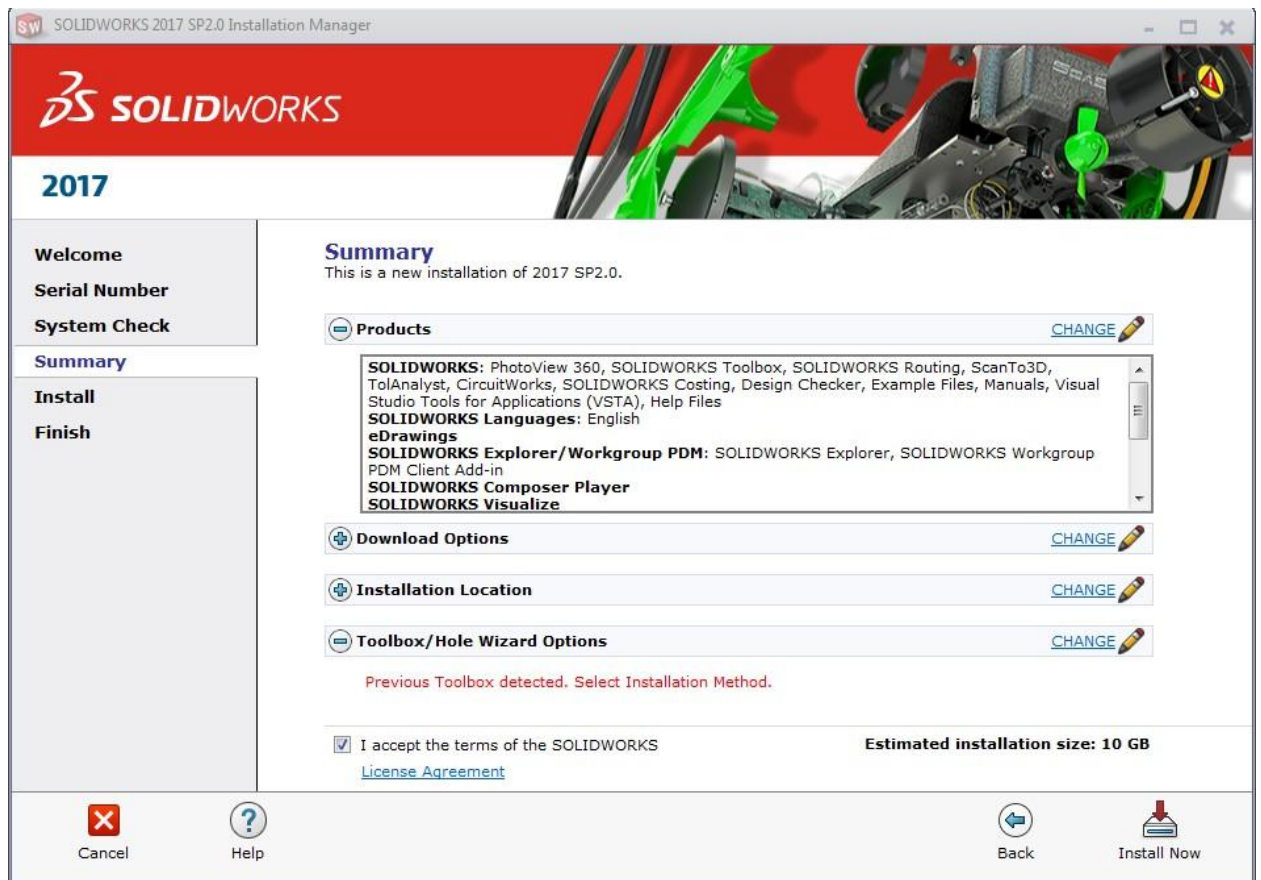 SOLIDWORKS 2017 SP2.0 Installation Manager
SOLIDWORKS
2017
Welcome
Serial Number
System Check
Summary
Install
Finish
Summary
This is a new installation of 2017 SP2.0.
Products CHANGE
SOLIDWORKS: PhotoView 360, SOLIDWORKS Toolbox, SOLIDWORKS Routing, ScanTo3D,
TolAnalyst, CircuitWorks, SOLIDWORKS Costing, Design Checker, Example Files, Manuals, Visual
Studio Tools for Applications (VSTA), Help Files
SOLIDWORKS Languages: English
eDrawings
SOLIDWORKS Explorer/Workgroup PDM: SOLIDWORKS Explorer, SOLIDWORKS Workgroup
PDM Client Add-in
SOLIDWORKS Composer Player
SOLIDWORKS Visualize
Download Options CHANGE
Installation Location CHANGE
Toolbox/Hole Wizard Options CHANGE
Previous Toolbox detected. Select Installation Method.
I accept the terms of the SOLIDWORKS Estimated installation size: 10 GB
License Agreement
Cancel Help Back Install Now